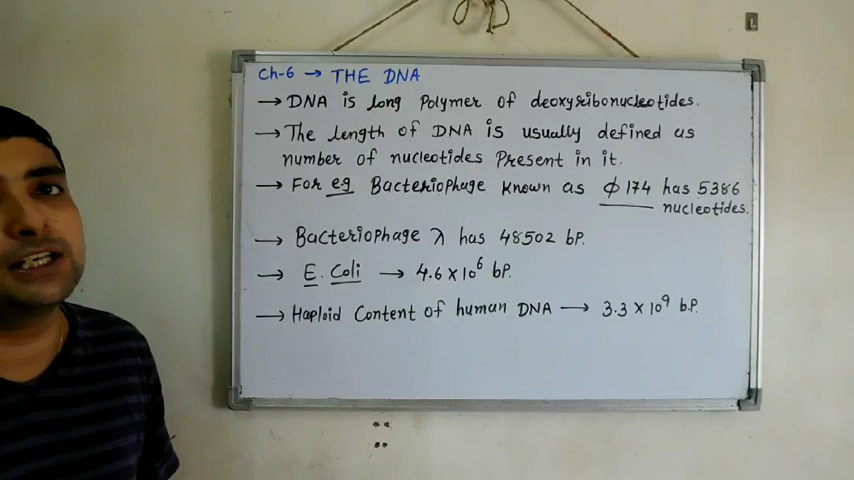 Ch-6 → THE DNA
→ DNA is long Polymer of deoxyribonucleotides.
→ The length of DNA is usually defined as
number of nucleotides Present in it.
→ For eg Bacteriophage known as ϕ 174 has 5386
nucleotides.
→ Bacteriophage λ has 48502 bP.
→ E. Coli → 4.6 × 10⁶ bP.
→ Haploid Content of human DNA → 3.3 × 10⁹ b.P.